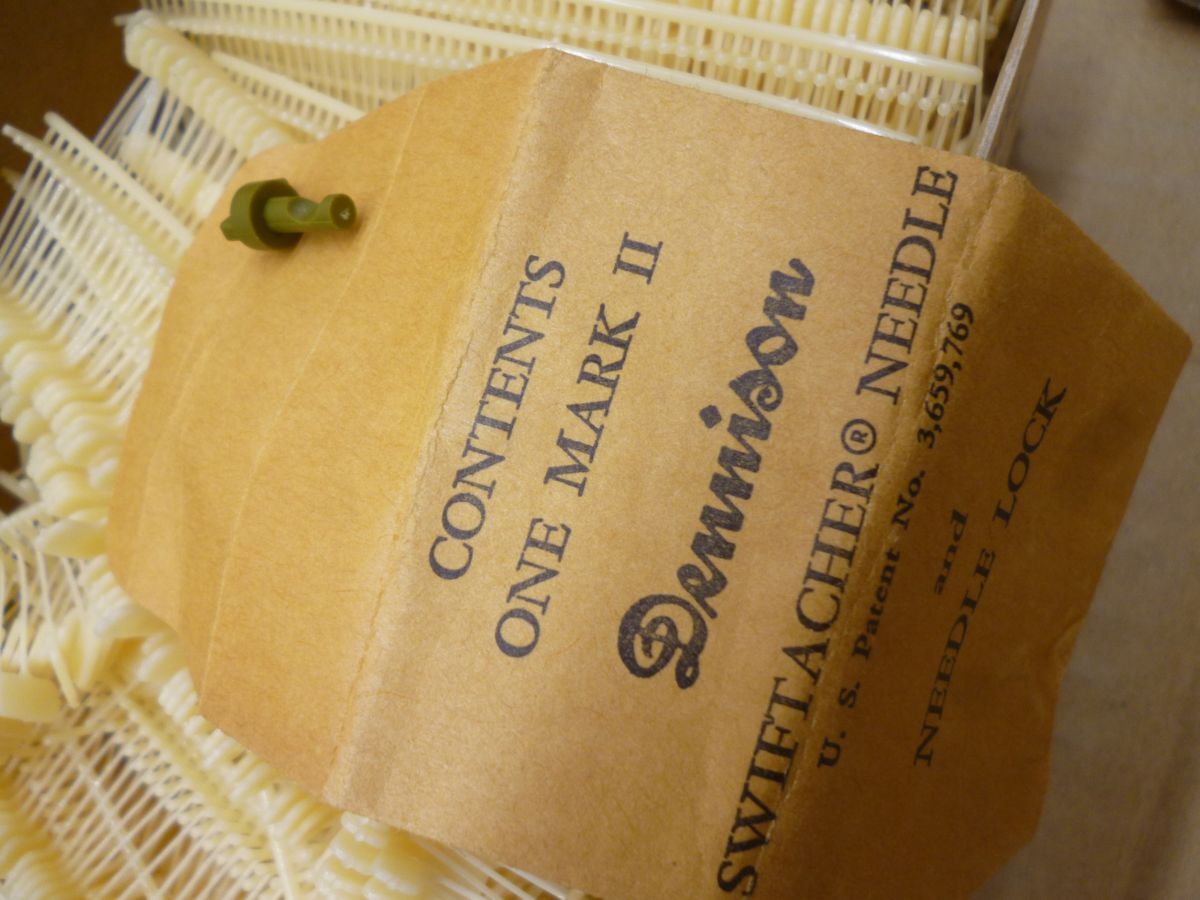 CONTENTS
ONE MARK II
Dennison
SWIFTACHER® NEEDLE
U. S. Patent No. 3,659,769
and
NEEDLE LOCK